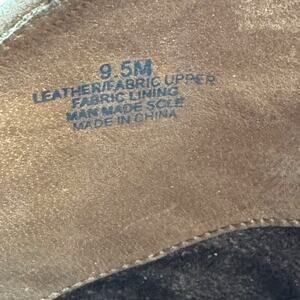 9.5M
LEATHER/FABRIC UPPER
FABRIC LINING
MAN MADE SOLE
MADE IN CHINA